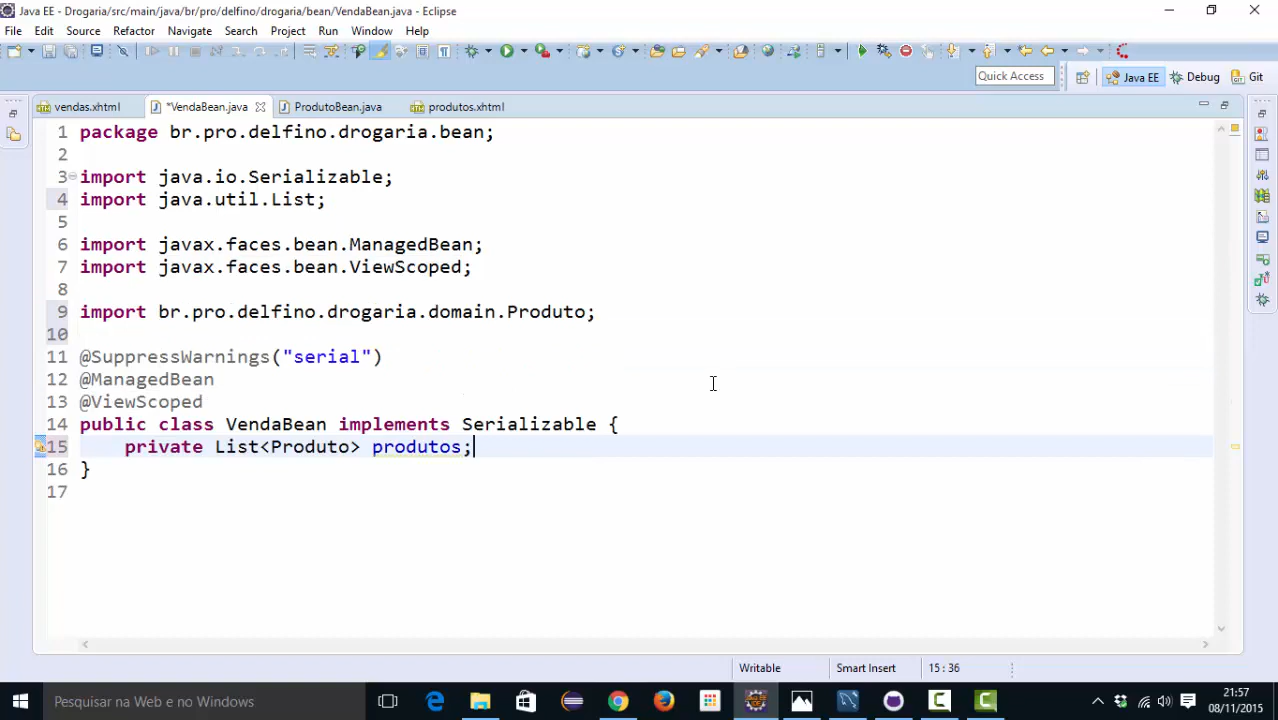 Java EE - Drogaria/src/main/java/br/pro/delfino/drogaria/bean/VendaBean.java - Eclipse
File Edit Source Refactor Navigate Search Project Run Window Help
Quick Access Java EE Debug Git
vendas.xhtml *VendaBean.java ProdutoBean.java produtos.xhtml
1 package br.pro.delfino.drogaria.bean;
2
3 import java.io.Serializable;
4 import java.util.List;
5
6 import javax.faces.bean.ManagedBean;
7 import javax.faces.bean.ViewScoped;
8
9 import br.pro.delfino.drogaria.domain.Produto;
10
11 @SuppressWarnings("serial")
12 @ManagedBean
13 @ViewScoped
14 public class VendaBean implements Serializable {
15 private List<Produto> produtos;
16 }
17
Writable Smart Insert 15 : 36
Pesquisar na Web e no Windows
21:57
08/11/2015